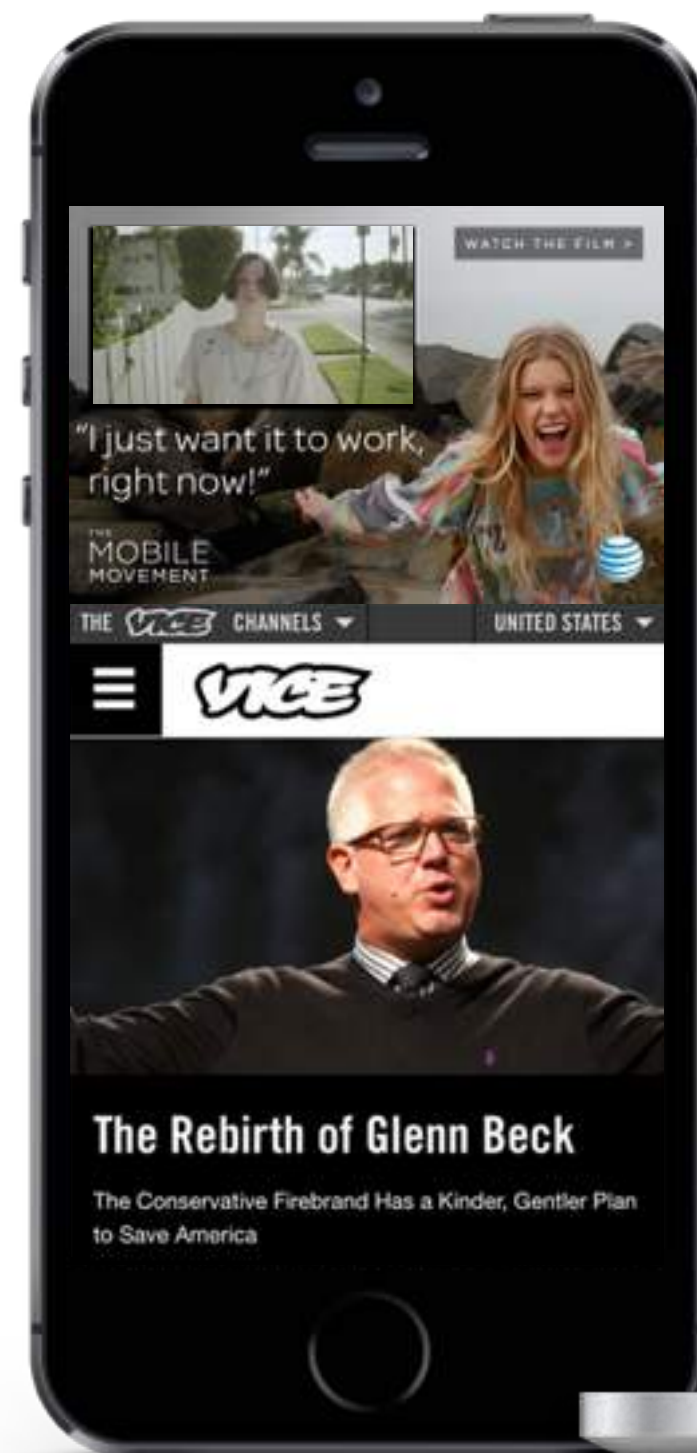 WATCH THE FILM >
"I just want it to work,
right now!"
THE
MOBILE
MOVEMENT
THE VICE CHANNELS
UNITED STATES
VICE
The Rebirth of Glenn Beck
The Conservative Firebrand Has a Kinder, Gentler Plan
to Save America